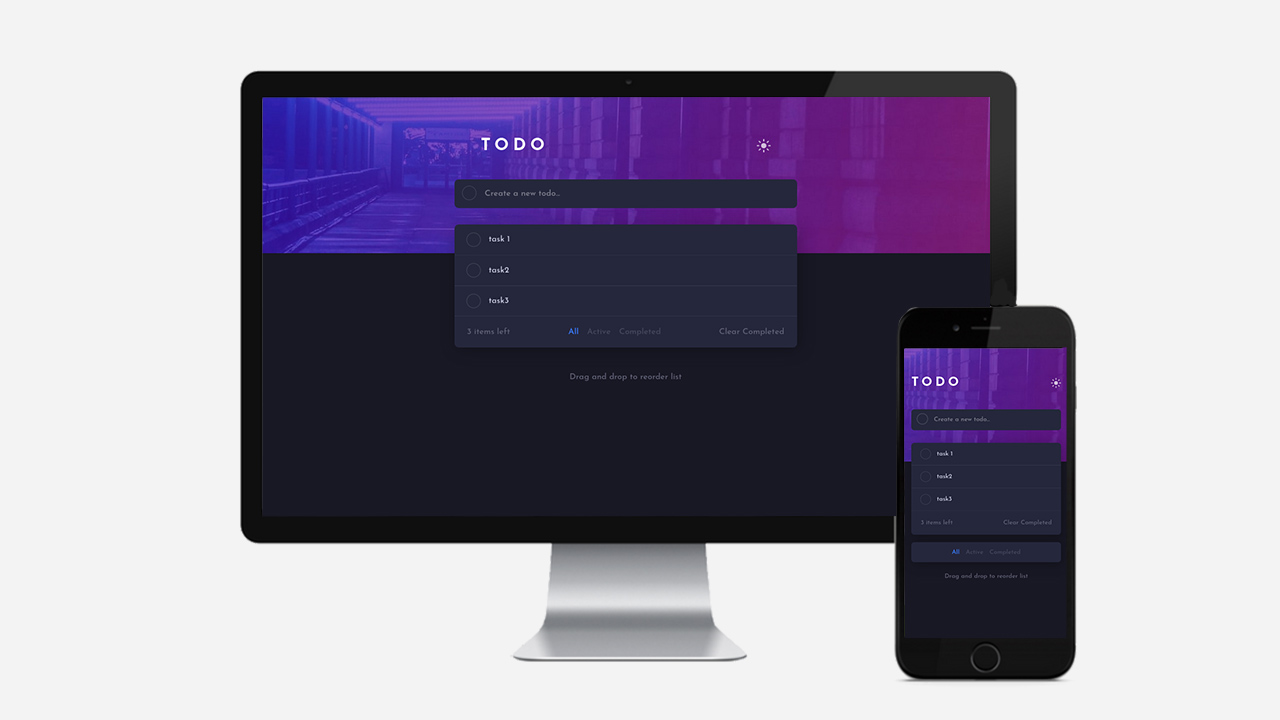 TODO
Create a new todo...
task 1
task2
task3
3 items left All Active Completed Clear Completed
Drag and drop to reorder list
TODO
Create a new todo...
task 1
task2
task3
3 items left Clear Completed
All Active Completed
Drag and drop to reorder list